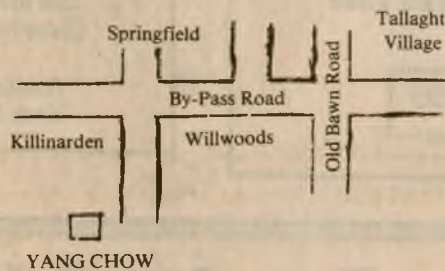 Tallaght
Village
Springfield
Old Bawn Road
By-Pass Road
Killinarden
Willwoods
YANG CHOW